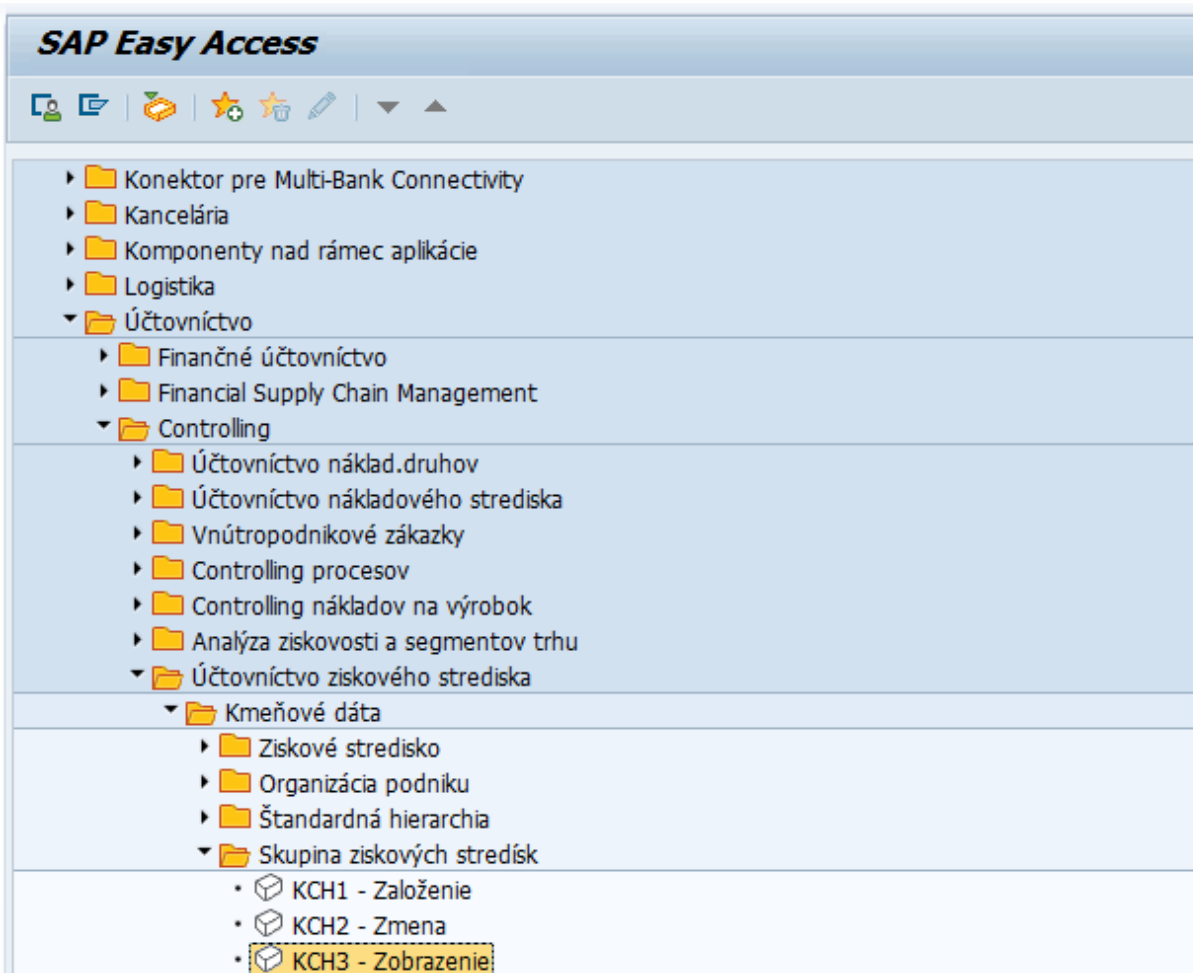 SAP Easy Access
Konektor pre Multi-Bank Connectivity
Kancelária
Komponenty nad rámec aplikácie
Logistika
Účtovníctvo
Finančné účtovníctvo
Financial Supply Chain Management
Controlling
Účtovníctvo náklad.druhov
Účtovníctvo nákladového strediska
Vnútropodnikové zákazky
Controlling procesov
Controlling nákladov na výrobok
Analýza ziskovosti a segmentov trhu
Účtovníctvo ziskového strediska
Kmeňové dáta
Ziskové stredisko
Organizácia podniku
Štandardná hierarchia
Skupina ziskových stredísk
KCH1 - Založenie
KCH2 - Zmena
KCH3 - Zobrazenie